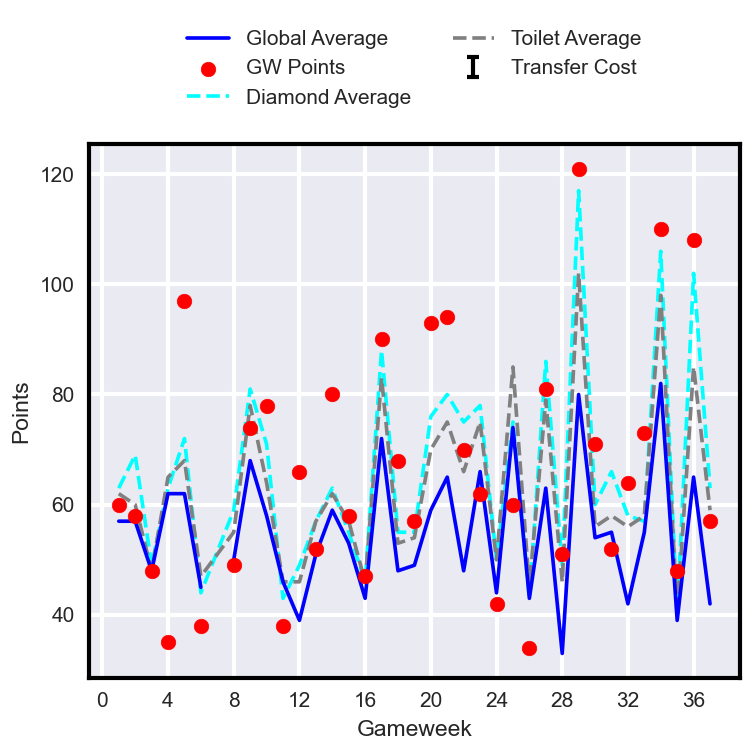 Global Average
GW Points
Diamond Average
Toilet Average
Transfer Cost
120
100
80
60
40
Points
0 4 8 12 16 20 24 28 32 36
Gameweek